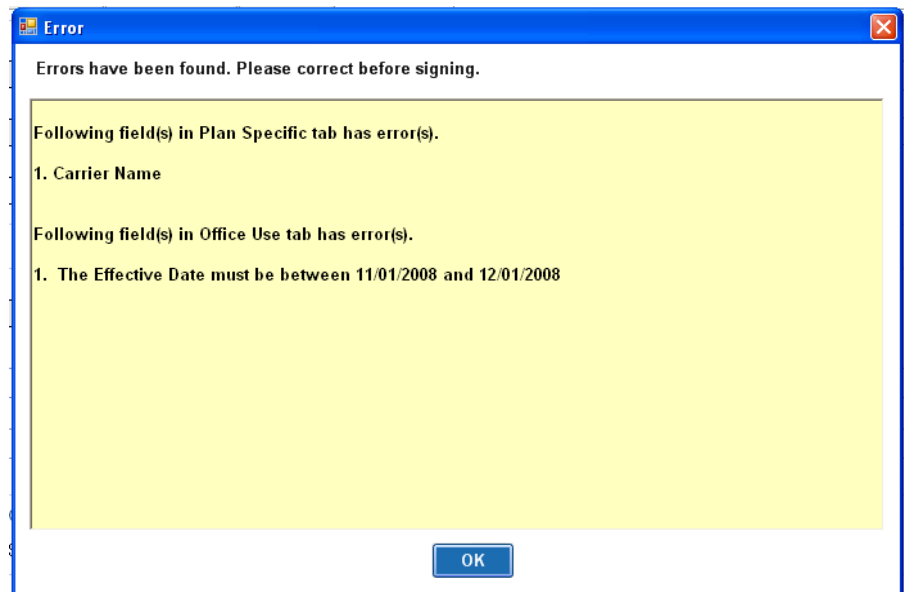 Error
Errors have been found. Please correct before signing.
Following field(s) in Plan Specific tab has error(s).
1. Carrier Name
Following field(s) in Office Use tab has error(s).
1. The Effective Date must be between 11/01/2008 and 12/01/2008
OK